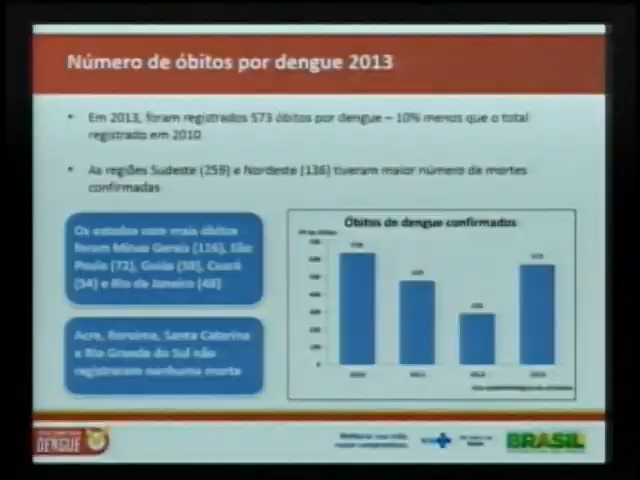 Número de óbitos por dengue 2013
• Em 2013, foram registrados 573 óbitos por dengue – 10% menos que o total
registrado em 2010
• As regiões Sudeste (259) e Nordeste (136) tiveram maior número de mortes
confirmadas
Os estados com mais óbitos
foram Minas Gerais (116), São
Paulo (72), Goiás (58), Ceará
(54) e Rio de Janeiro (48)
Acre, Roraima, Santa Catarina
e Rio Grande do Sul não
registraram nenhuma morte
Óbitos de dengue confirmados
573
2010
2011
2012
2013
DENGUE
SUS
BRASIL